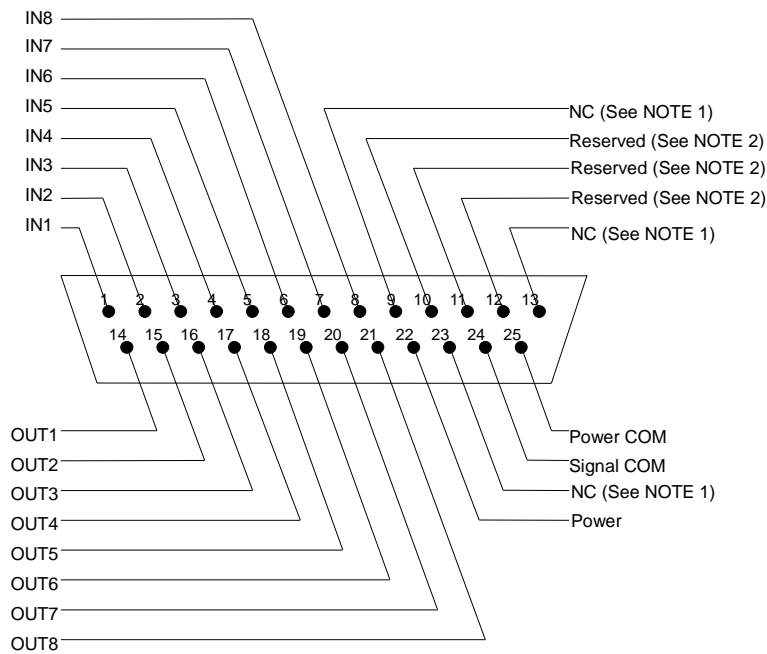 IN8
IN7
IN6
IN5
IN4
IN3
IN2
IN1
NC (See NOTE 1)
Reserved (See NOTE 2)
Reserved (See NOTE 2)
Reserved (See NOTE 2)
NC (See NOTE 1)
1 2 3 4 5 6 7 8 9 10 11 12 13
14 15 16 17 18 19 20 21 22 23 24 25
OUT1
OUT2
OUT3
OUT4
OUT5
OUT6
OUT7
OUT8
Power COM
Signal COM
NC (See NOTE 1)
Power